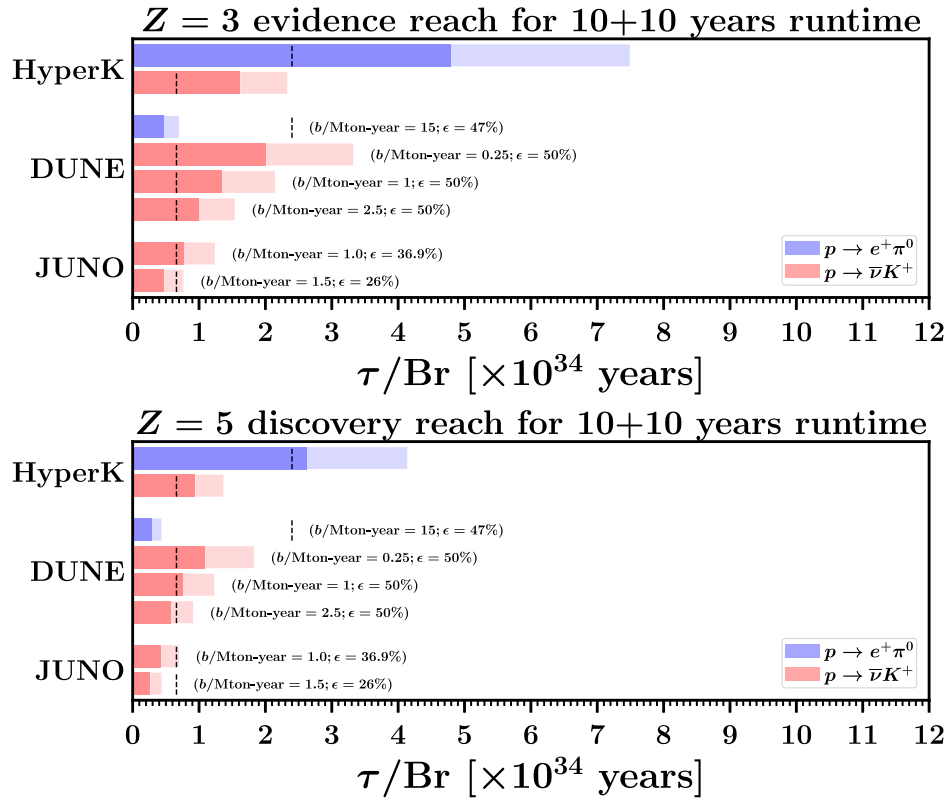 Z = 3 evidence reach for 10+10 years runtime
HyperK
(b/Mton-year = 15; ϵ = 47%)
DUNE
(b/Mton-year = 0.25; ϵ = 50%)
(b/Mton-year = 1; ϵ = 50%)
(b/Mton-year = 2.5; ϵ = 50%)
JUNO
(b/Mton-year = 1.0; ϵ = 36.9%)
(b/Mton-year = 1.5; ϵ = 26%)
p → e⁺π⁰
p → ν̅K⁺
0 1 2 3 4 5 6 7 8 9 10 11 12
τ/Br [×10³⁴ years]
Z = 5 discovery reach for 10+10 years runtime
HyperK
(b/Mton-year = 15; ϵ = 47%)
DUNE
(b/Mton-year = 0.25; ϵ = 50%)
(b/Mton-year = 1; ϵ = 50%)
(b/Mton-year = 2.5; ϵ = 50%)
JUNO
(b/Mton-year = 1.0; ϵ = 36.9%)
(b/Mton-year = 1.5; ϵ = 26%)
p → e⁺π⁰
p → ν̅K⁺
0 1 2 3 4 5 6 7 8 9 10 11 12
τ/Br [×10³⁴ years]